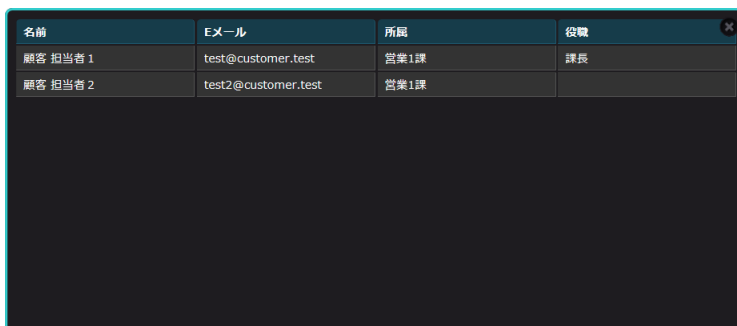 名前 Eメール 所属 役職
顧客 担当者１ test@customer.test 営業1課 課長
顧客 担当者２ test2@customer.test 営業1課